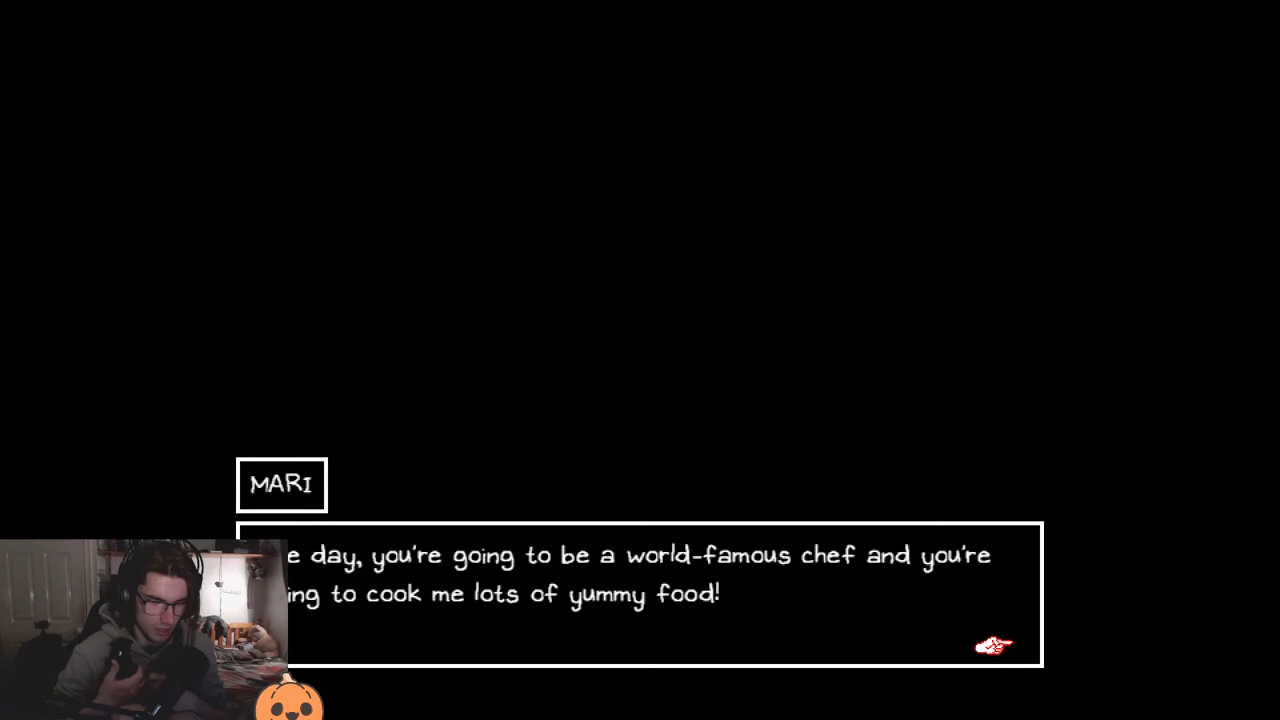 MARI
day, you're going to be a world-famous chef and you're
to cook me lots of yummy food!